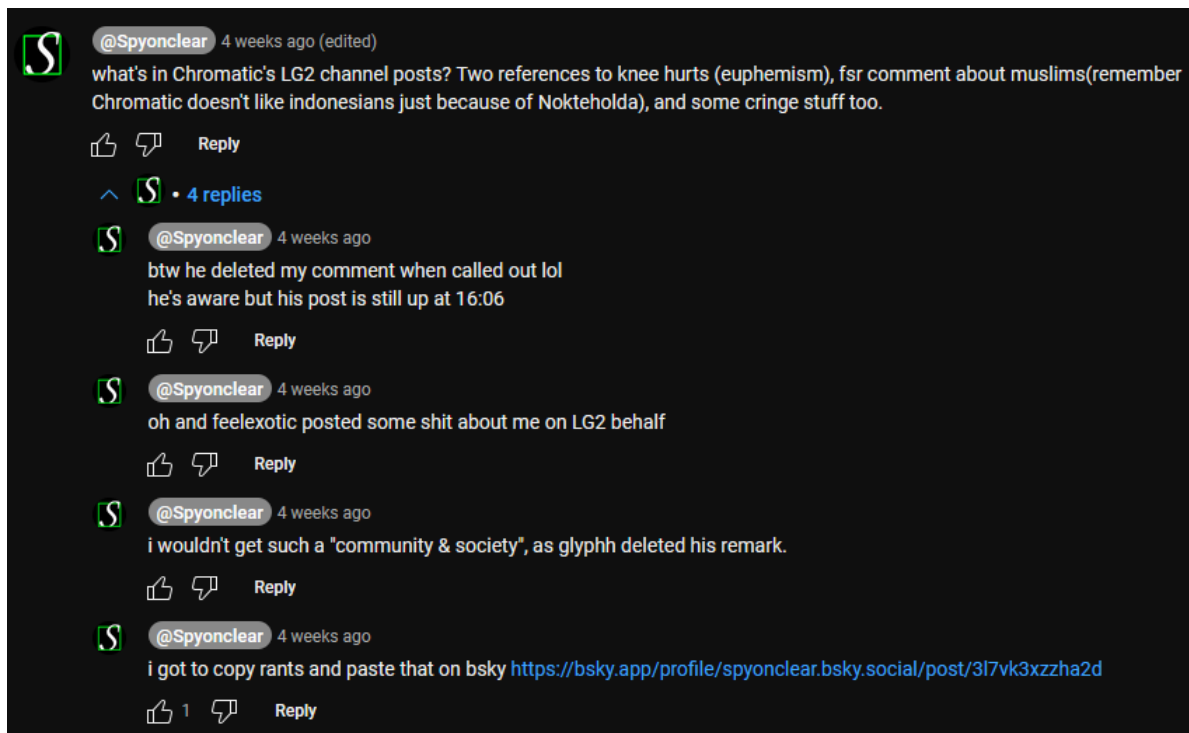 @Spyonclear 4 weeks ago (edited)
what's in Chromatic's LG2 channel posts? Two references to knee hurts (euphemism), fsr comment about muslims(remember
Chromatic doesn't like indonesians just because of Nokteholda), and some cringe stuff too.
Reply
S • 4 replies
@Spyonclear 4 weeks ago
btw he deleted my comment when called out lol
he's aware but his post is still up at 16:06
Reply
@Spyonclear 4 weeks ago
oh and feelexotic posted some shit about me on LG2 behalf
Reply
@Spyonclear 4 weeks ago
i wouldn't get such a "community & society", as glyphh deleted his remark.
Reply
@Spyonclear 4 weeks ago
i got to copy rants and paste that on bsky https://bsky.app/profile/spyonclear.bsky.social/post/3l7vk3xzzha2d
1 Reply